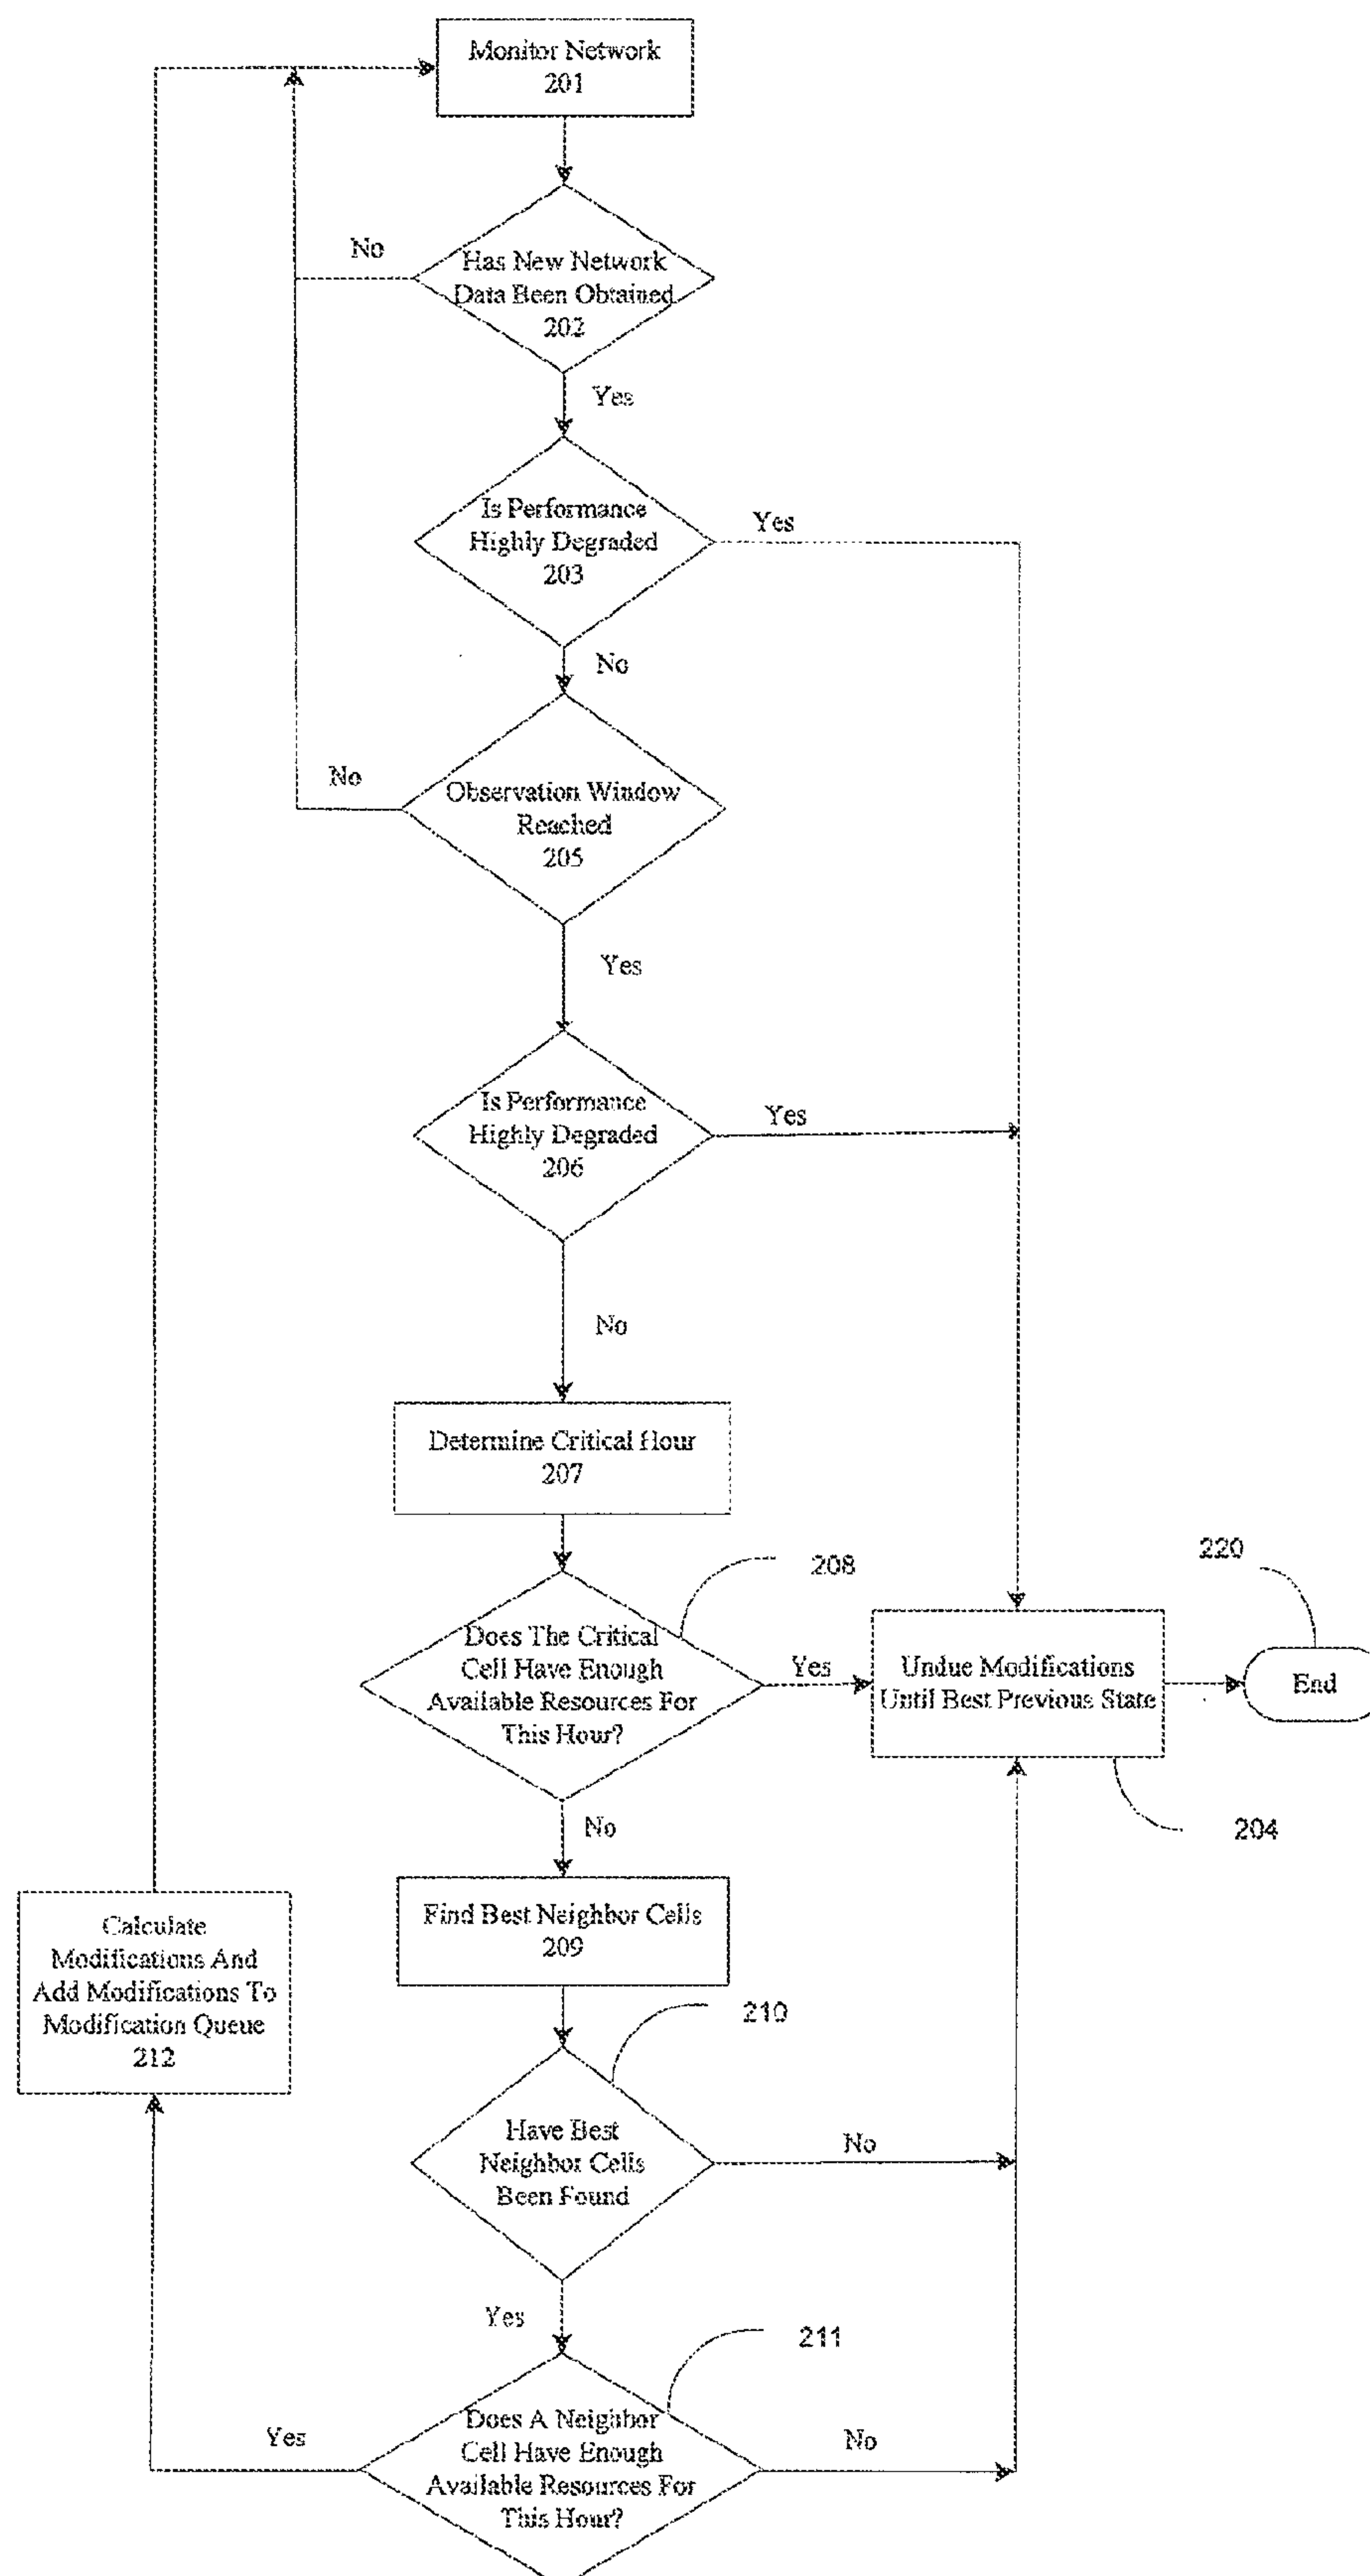 Monitor Network
201
No
Has New Network
Data Been Obtained
202
Yes
Is Performance
Highly Degraded
203
Yes
No
No
Observation Window
Reached
205
Yes
Is Performance
Highly Degraded
206
Yes
No
Determine Critical Hour
207
208
Does The Critical
Cell Have Enough
Available Resources For
This Hour?
Yes
Undue Modifications
Until Best Previous State
220
End
204
No
Find Best Neighbor Cells
209
Calculate
Modifications And
Add Modifications To
Modification Queue
212
210
Have Best
Neighbor Cells
Been Found
No
Yes
211
Does A Neighbor
Cell Have Enough
Available Resources For
This Hour?
Yes
No